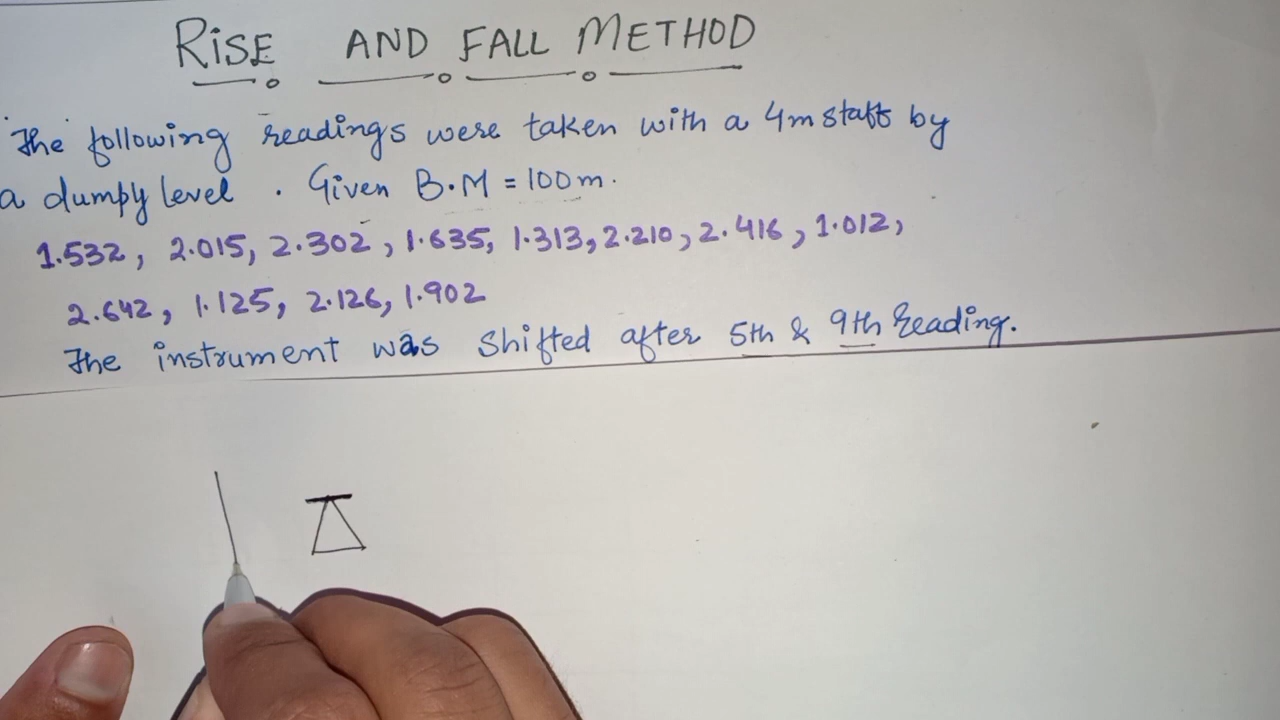 RISE AND FALL METHOD
The following readings were taken with a 4m staff by
a dumpy level. Given B.M = 100m.
1.532, 2.015, 2.302, 1.635, 1.313, 2.210, 2.416, 1.012,
2.642, 1.125, 2.126, 1.902
The instrument was shifted after 5th & 9th reading.